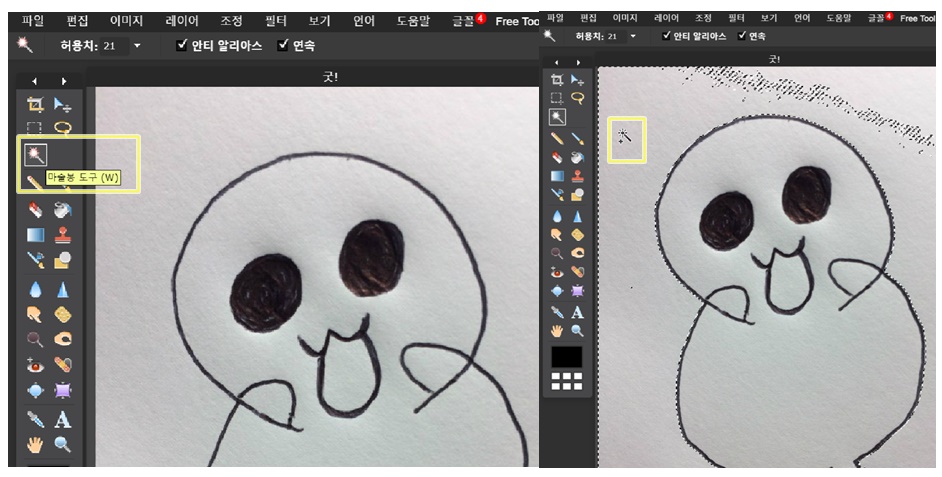 파일 편집 이미지 레이어 조정 필터 보기 언어 도움말 글꼴 4 Free Too
허용치: 21 안티 알리아스 연속
굿!
마술봉 도구 (W)
A
파일 편집 이미지 레이어 조정 필터 보기 언어 도움말 글꼴 4 Free Tool
허용치: 21 안티 알리아스 연속
굿!
A